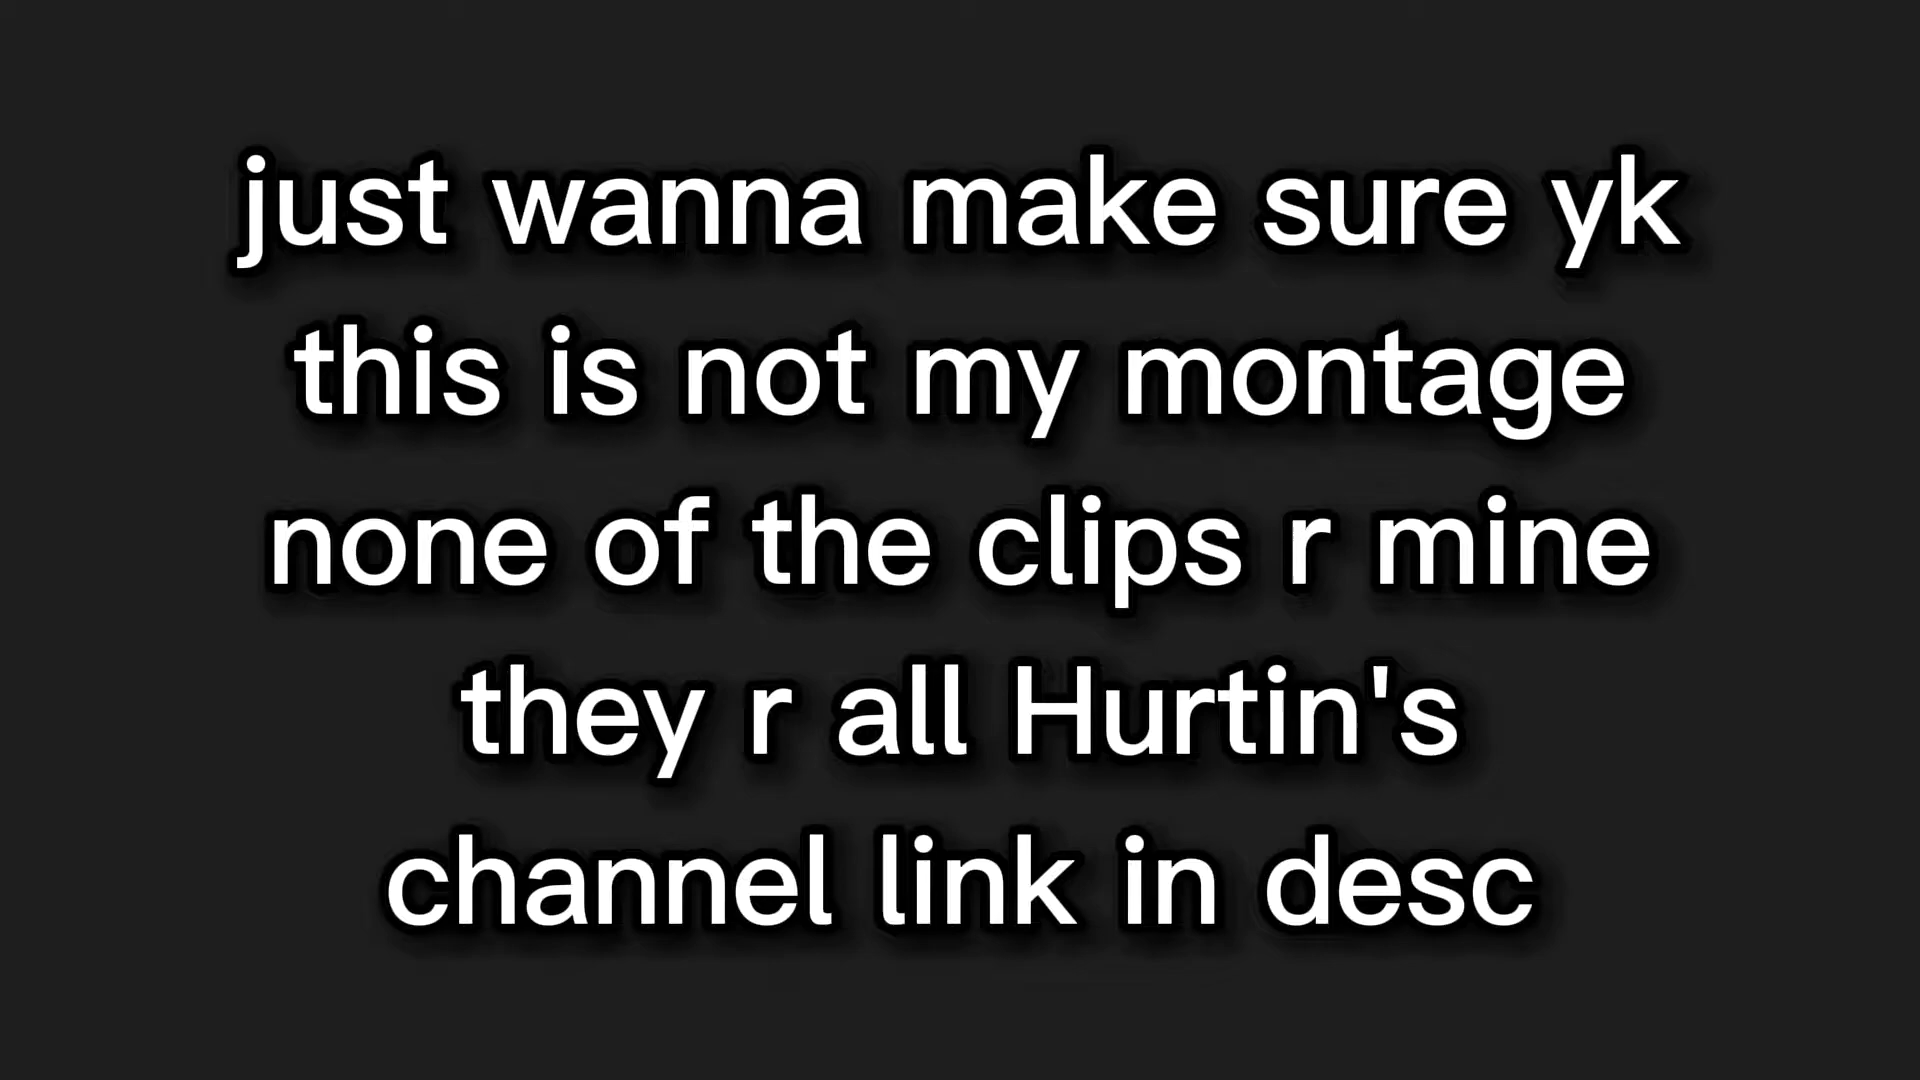 just wanna make sure yk
this is not my montage
none of the clips r mine
they r all Hurtin's
channel link in desc